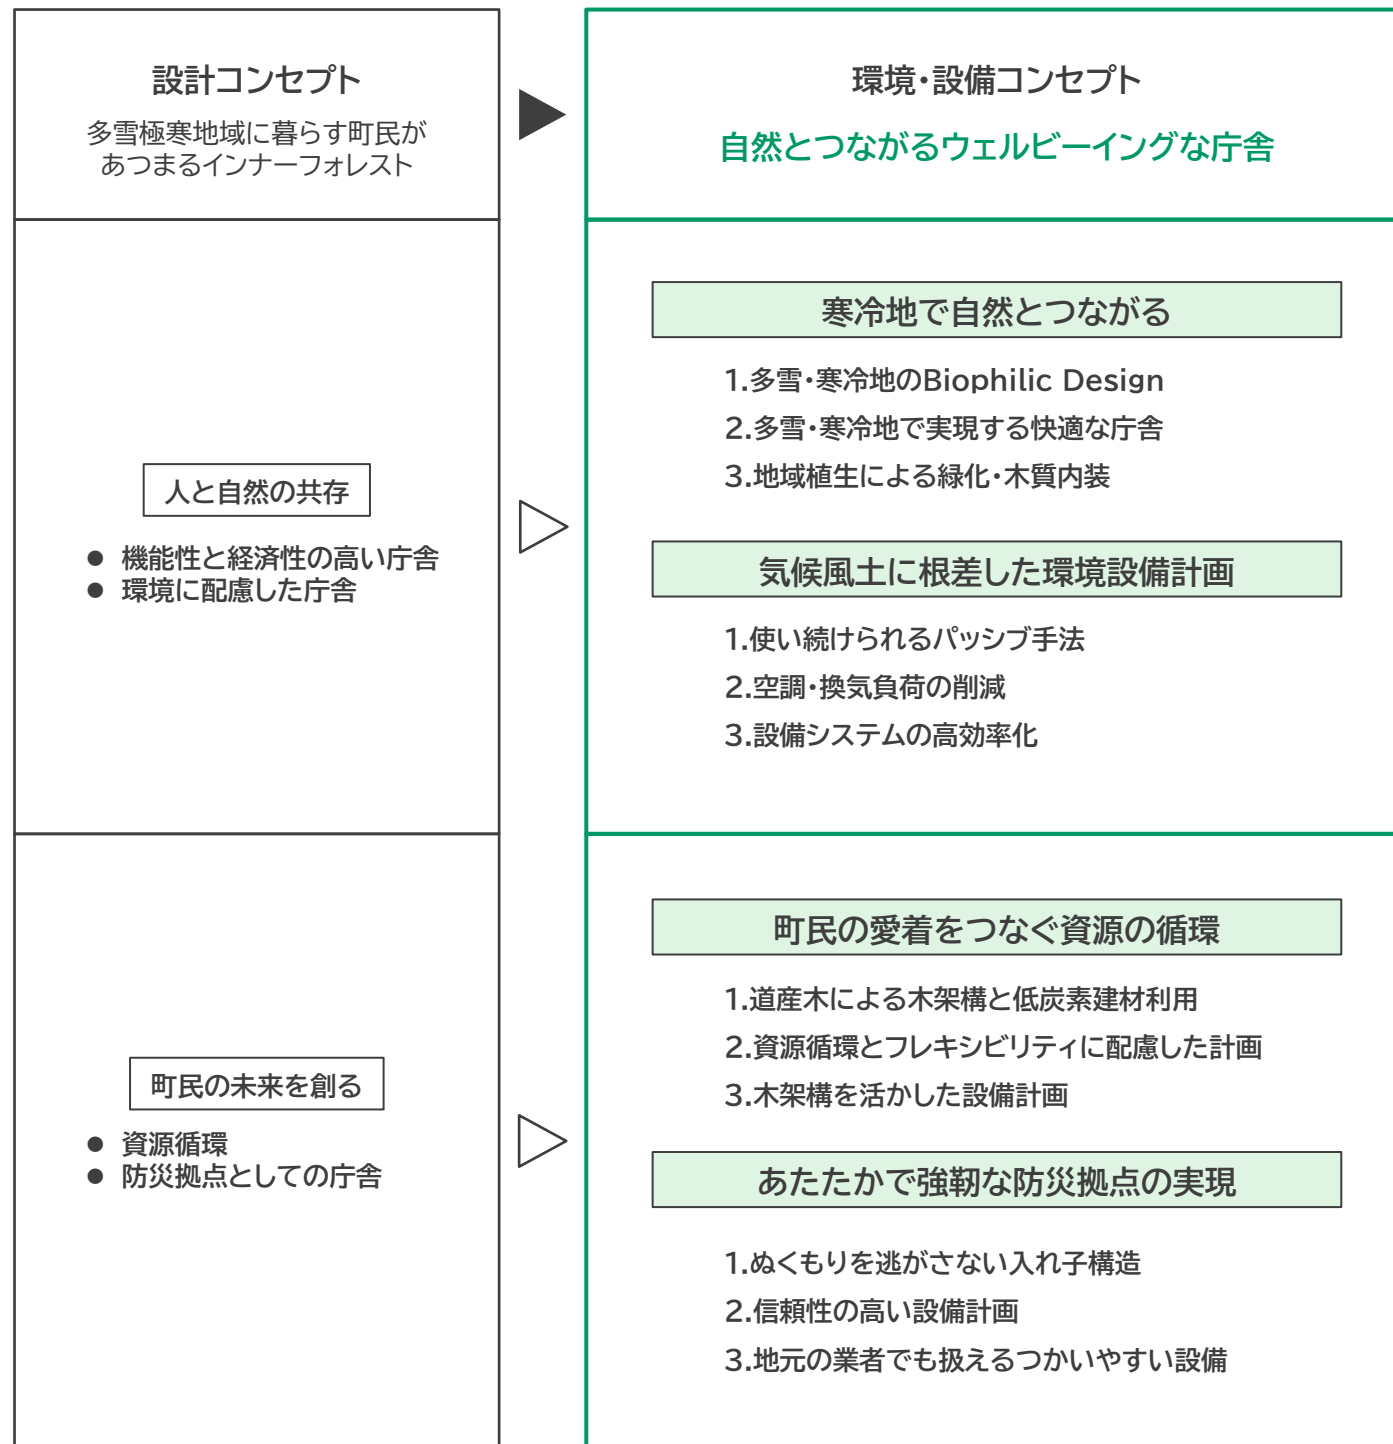 設計コンセプト
多雪極寒地域に暮らす町民が
あつまるインナーフォレスト
環境・設備コンセプト
自然とつながるウェルビーイングな庁舎
人と自然の共存
● 機能性と経済性の高い庁舎
● 環境に配慮した庁舎
寒冷地で自然とつながる
1.多雪・寒冷地のBiophilic Design
2.多雪・寒冷地で実現する快適な庁舎
3.地域植生による緑化・木質内装
気候風土に根差した環境設備計画
1.使い続けられるパッシブ手法
2.空調・換気負荷の削減
3.設備システムの高効率化
町民の未来を創る
● 資源循環
● 防災拠点としての庁舎
町民の愛着をつなぐ資源の循環
1.道産木による木架構と低炭素建材利用
2.資源循環とフレキシビリティに配慮した計画
3.木架構を活かした設備計画
あたたかで強靭な防災拠点の実現
1.ぬくもりを逃がさない入れ子構造
2.信頼性の高い設備計画
3.地元の業者でも扱えるつかいやすい設備